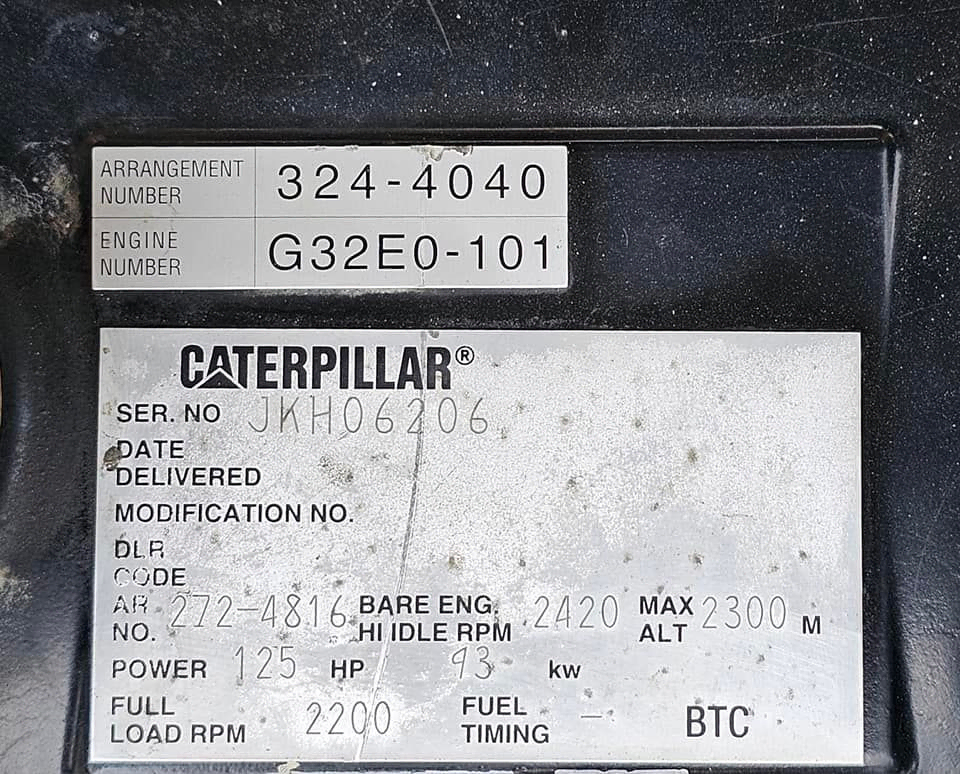 ARRANGEMENT NUMBER 324-4040
ENGINE NUMBER G32E0-101
CATERPILLAR®
SER. NO JKH06206
DATE
DELIVERED
MODIFICATION NO.
DLR
CODE
AR. NO. 272-4816 BARE ENG. HI IDLE RPM 2420 MAX ALT 2300 M
POWER 125 HP 93 kw
FULL LOAD RPM 2200 FUEL TIMING – BTC